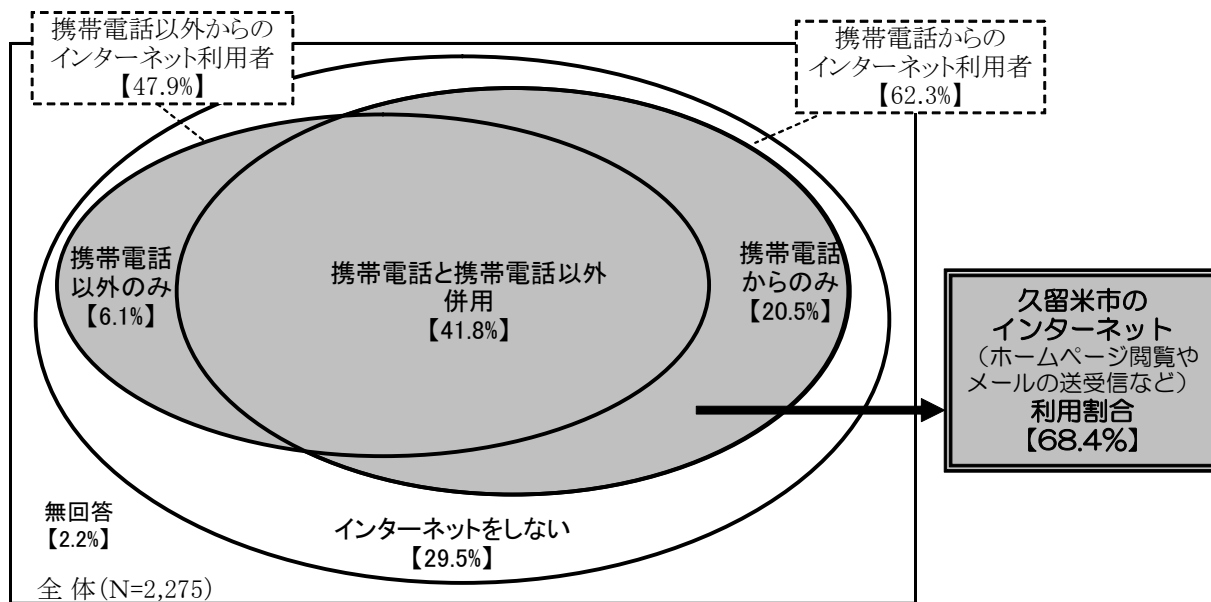 携帯電話以外からの
インターネット利用者
【47.9%】
携帯電話からの
インターネット利用者
【62.3%】
携帯電話
以外のみ
【6.1%】
携帯電話と携帯電話以外
併用
【41.8%】
携帯電話
からのみ
【20.5%】
久留米市の
インターネット
（ホームページ閲覧や
メールの送受信など）
利用割合
【68.4%】
無回答
【2.2%】
インターネットをしない
【29.5%】
全 体(N=2,275)